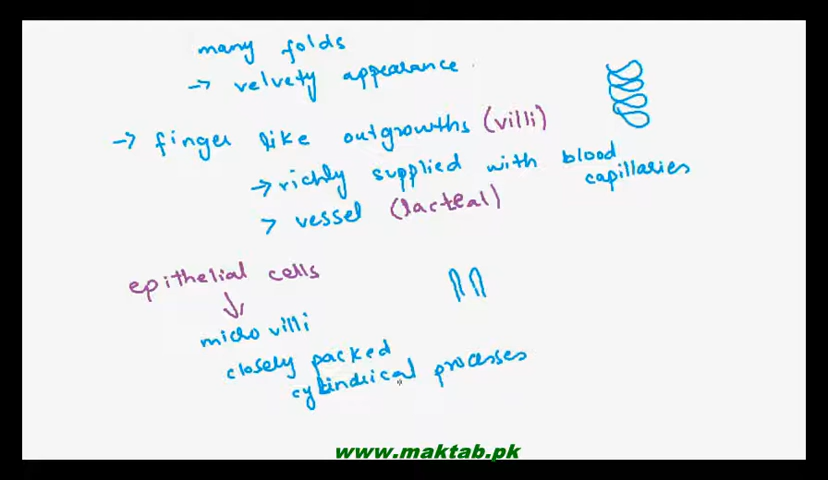 many folds
→ velvety appearance
→ finger like outgrowths (villi)
→ richly supplied with blood
capillaries
> vessel (lacteal)
epithelial cells
micro villi
closely packed
cylindrical processes
www.maktab.pk